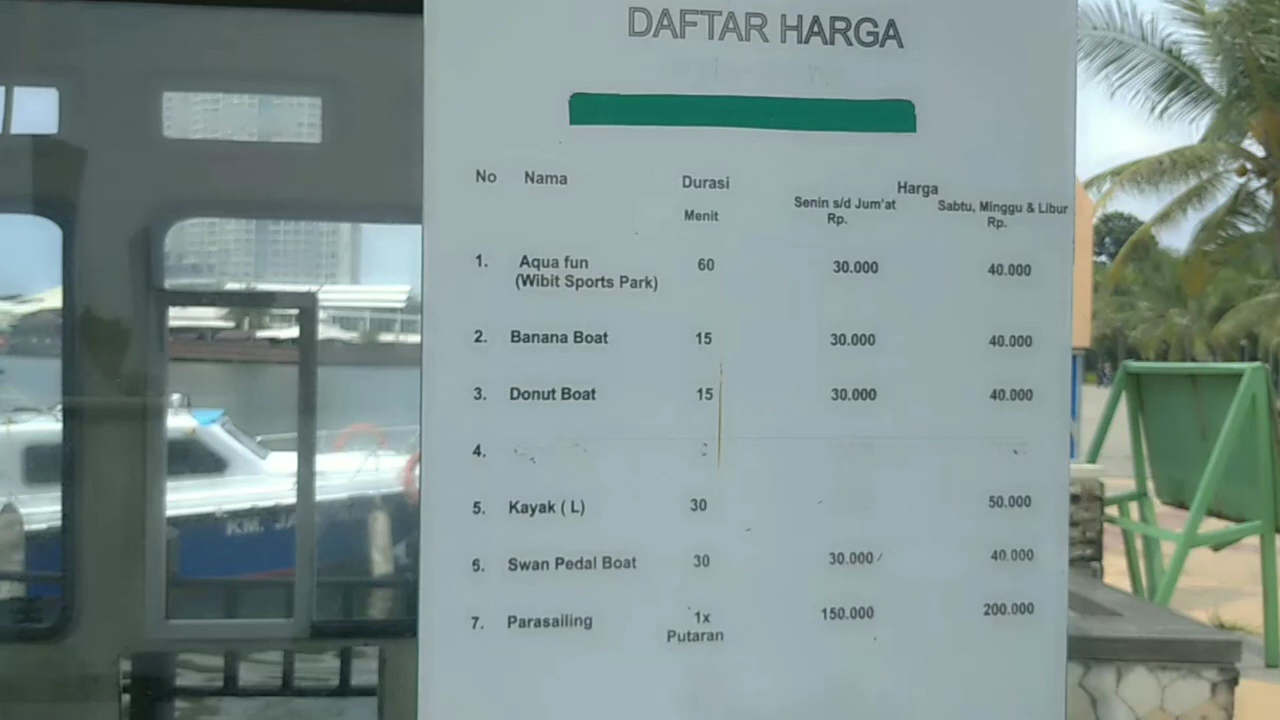 DAFTAR HARGA
No Nama Durasi Harga
Menit Senin s/d Jum'at Sabtu, Minggu & Libur
Rp. Rp.
1. Aqua fun 60 30.000 40.000
(Wibit Sports Park)
2. Banana Boat 15 30.000 40.000
3. Donut Boat 15 30.000 40.000
4.
5. Kayak ( L) 30 50.000
6. Swan Pedal Boat 30 30.000 40.000
7. Parasailing 1x 150.000 200.000
Putaran
KM.